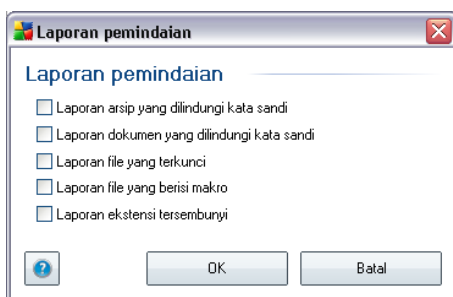 Laporan pemindaian
Laporan pemindaian
Laporan arsip yang dilindungi kata sandi
Laporan dokumen yang dilindungi kata sandi
Laporan file yang terkunci
Laporan file yang berisi makro
Laporan ekstensi tersembunyi
? OK Batal